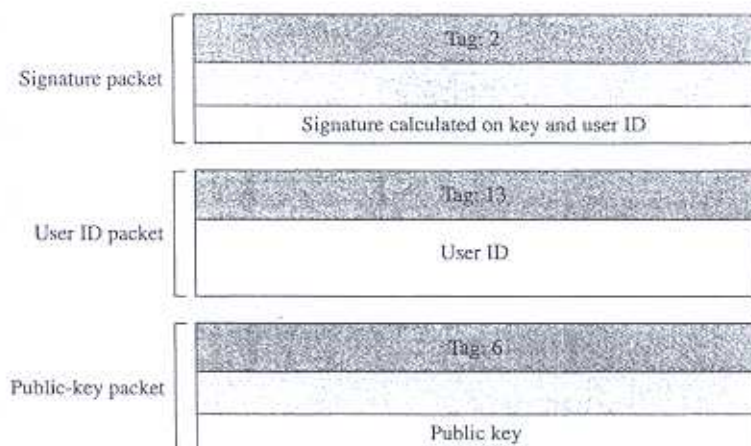 Tag: 2
Signature packet
Signature calculated on key and user ID
Tag: 13
User ID packet
User ID
Tag: 6
Public-key packet
Public key